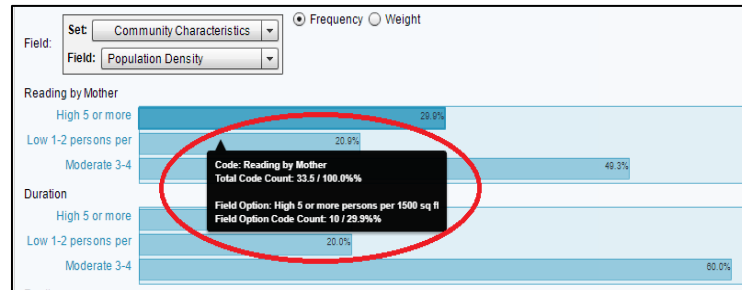 Field:
Set: Community Characteristics
Frequency Weight
Field: Population Density
Reading by Mother
High 5 or more 29.9%
Low 1-2 persons per 20.9%
Moderate 3-4 49.3%
Code: Reading by Mother
Total Code Count: 33.5 / 100.0%%
Field Option: High 5 or more persons per 1500 sq ft
Field Option Code Count: 10 / 29.9%%
Duration
High 5 or more
Low 1-2 persons per 20.0%
Moderate 3-4 60.0%